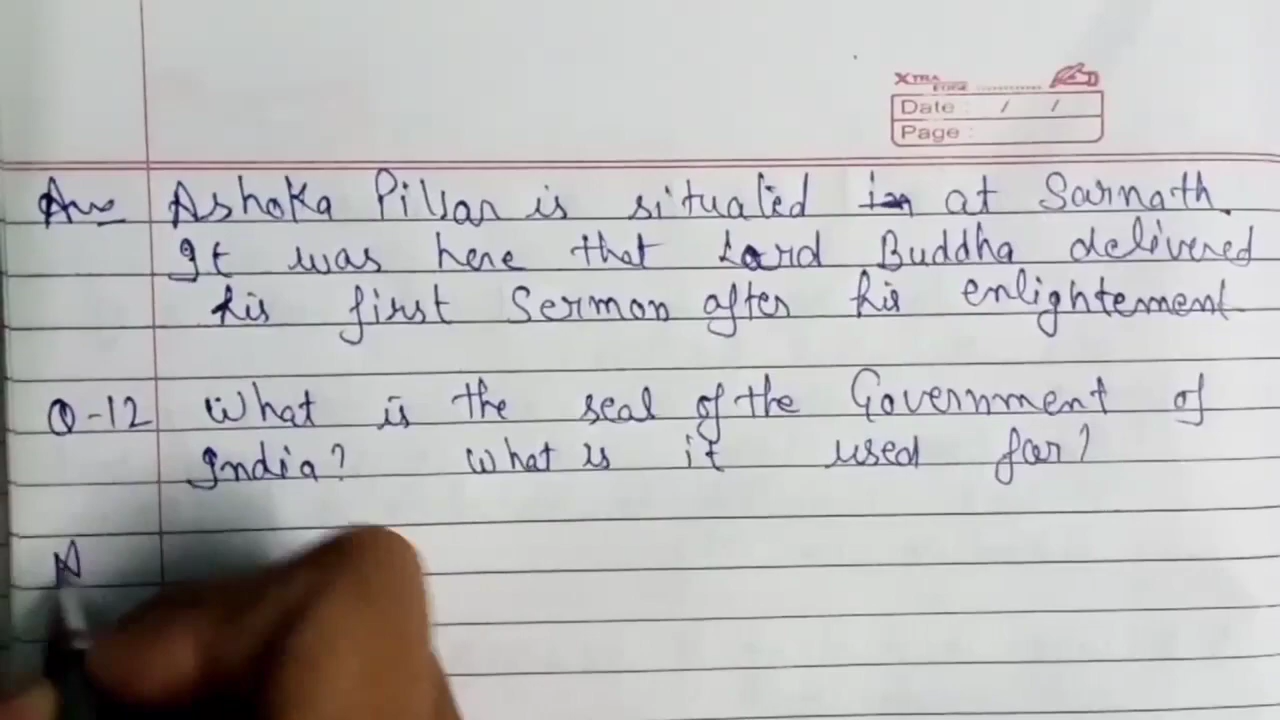 XTRA
EDGE
Date : / /
Page :
Ans Ashoka Pillar is situated in at Sarnath.
It was here that Lord Buddha delivered
his first Sermon after his enlightement
Q-12 What is the seal of the Government of
India? What is it used for?
A